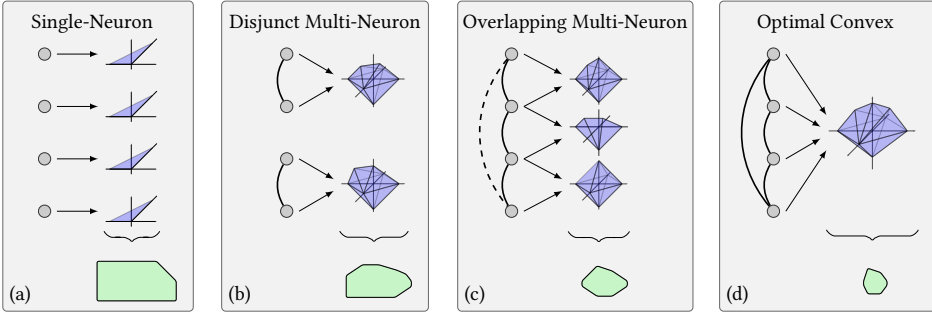 Single-Neuron
(a)
Disjunct Multi-Neuron
(b)
Overlapping Multi-Neuron
(c)
Optimal Convex
(d)